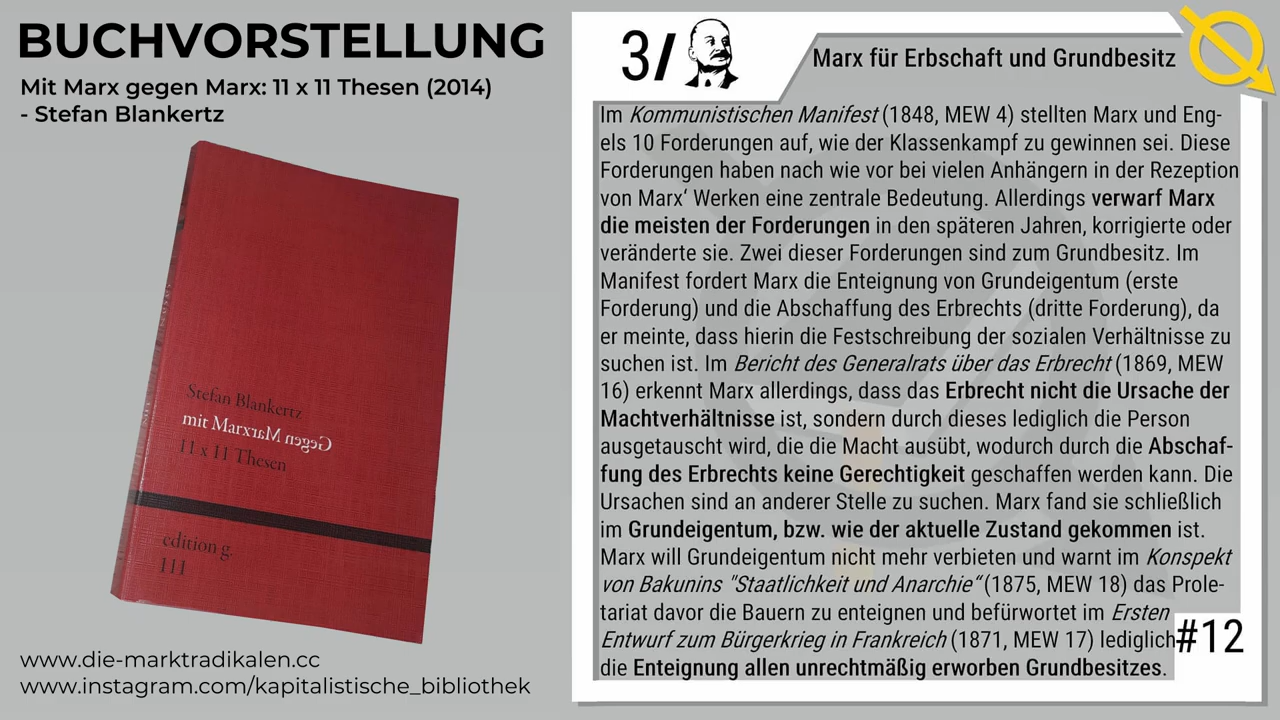 BUCHVORSTELLUNG
Mit Marx gegen Marx: 11 x 11 Thesen (2014)
- Stefan Blankertz
Stefan Blankertz
mit Marx Gegen Marx
11 x 11 Thesen
edition g.
111
www.die-marktradikalen.cc
www.instagram.com/kapitalistische_bibliothek
3/
Marx für Erbschaft und Grundbesitz
Im Kommunistischen Manifest (1848, MEW 4) stellten Marx und Eng-
els 10 Forderungen auf, wie der Klassenkampf zu gewinnen sei. Diese
Forderungen haben nach wie vor bei vielen Anhängern in der Rezeption
von Marx‘ Werken eine zentrale Bedeutung. Allerdings verwarf Marx
die meisten der Forderungen in den späteren Jahren, korrigierte oder
veränderte sie. Zwei dieser Forderungen sind zum Grundbesitz. Im
Manifest fordert Marx die Enteignung von Grundeigentum (erste
Forderung) und die Abschaffung des Erbrechts (dritte Forderung), da
er meinte, dass hierin die Festschreibung der sozialen Verhältnisse zu
suchen ist. Im Bericht des Generalrats über das Erbrecht (1869, MEW
16) erkennt Marx allerdings, dass das Erbrecht nicht die Ursache der
Machtverhältnisse ist, sondern durch dieses lediglich die Person
ausgetauscht wird, die die Macht ausübt, wodurch durch die Abschaf-
fung des Erbrechts keine Gerechtigkeit geschaffen werden kann. Die
Ursachen sind an anderer Stelle zu suchen. Marx fand sie schließlich
im Grundeigentum, bzw. wie der aktuelle Zustand gekommen ist.
Marx will Grundeigentum nicht mehr verbieten und warnt im Konspekt
von Bakunins "Staatlichkeit und Anarchie“ (1875, MEW 18) das Prole-
tariat davor die Bauern zu enteignen und befürwortet im Ersten
Entwurf zum Bürgerkrieg in Frankreich (1871, MEW 17) lediglich
die Enteignung allen unrechtmäßig erworben Grundbesitzes.
#12